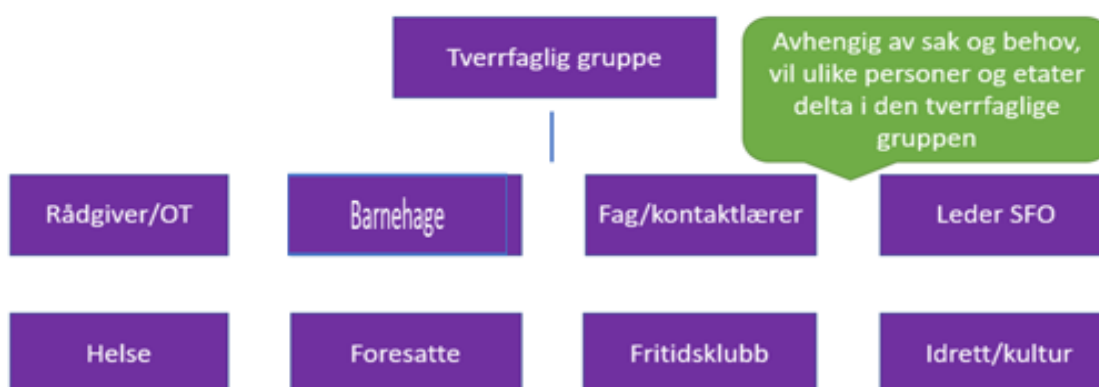 Tverrfaglig gruppe
Avhengig av sak og behov,
vil ulike personer og etater
delta i den tverrfaglige
gruppen
Rådgiver/OT
Barnehage
Fag/kontaktlærer
Leder SFO
Helse
Foresatte
Fritidsklubb
Idrett/kultur